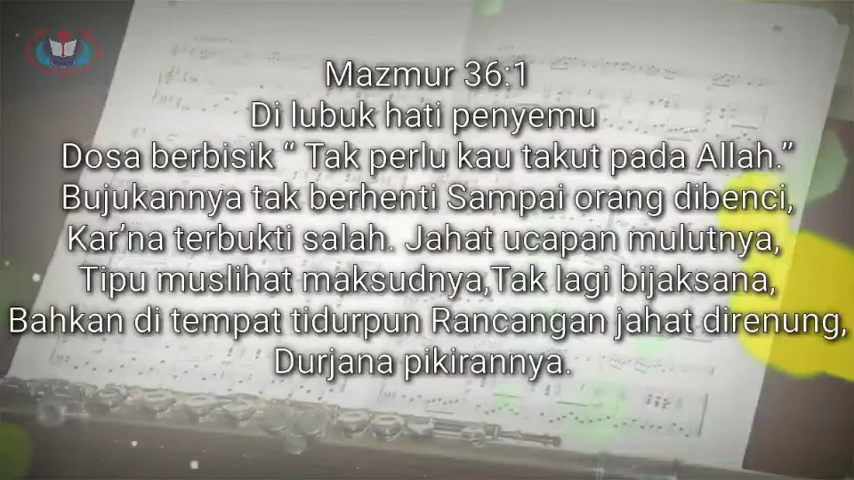 Mazmur 36:1
Di lubuk hati penyemu
Dosa berbisik “ Tak perlu kau takut pada Allah.”
Bujukannya tak berhenti Sampai orang dibenci,
Kar’na terbukti salah. Jahat ucapan mulutnya,
Tipu muslihat maksudnya,Tak lagi bijaksana,
Bahkan di tempat tidurpun Rancangan jahat direnung,
Durjana pikirannya.